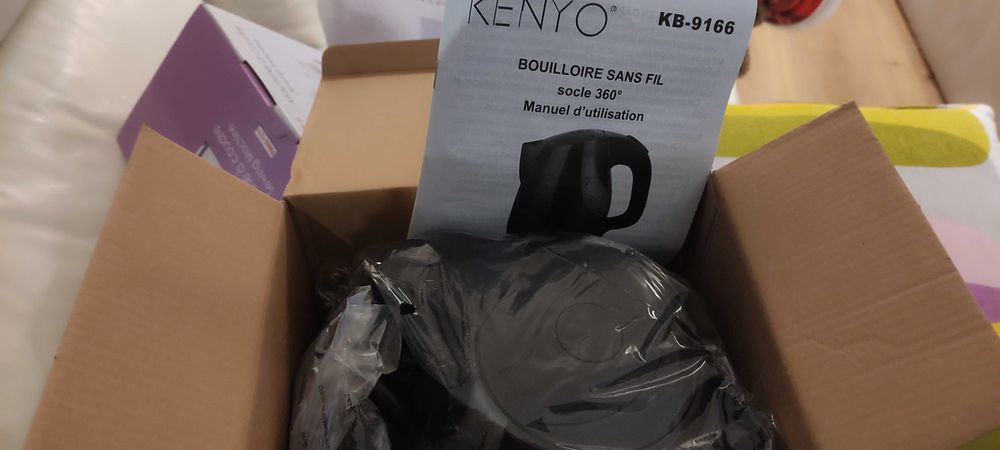 KENYO®
KB-9166
BOUILLOIRE SANS FIL
socle 360°
Manuel d'utilisation